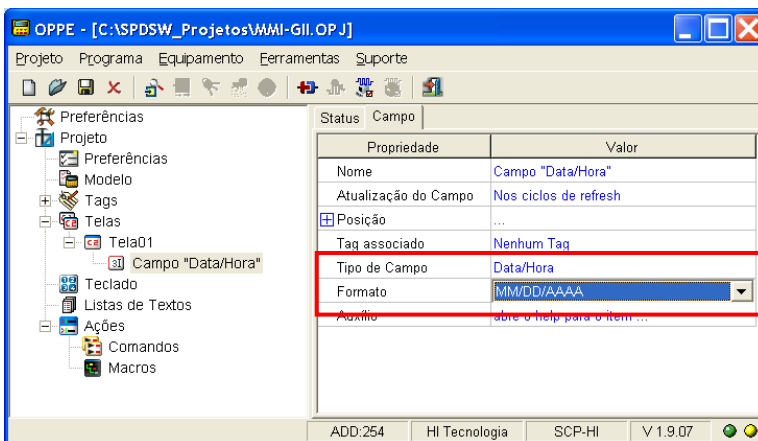 OPPE - [C:\SPDSW_Projetos\MMI-GII.OPJ]
Projeto Programa Equipamento Ferramentas Suporte
Preferências
Projeto
Preferências
Modelo
Tags
Telas
Tela01
Campo "Data/Hora"
Teclado
Listas de Textos
Ações
Comandos
Macros
Status Campo
Propriedade Valor
Nome Campo "Data/Hora"
Atualização do Campo Nos ciclos de refresh
Posição ...
Tag associado Nenhum Tag
Tipo de Campo Data/Hora
Formato MM/DD/AAAA
Auxílio abre o help para o item ...
ADD:254 HI Tecnologia SCP-HI V 1.9.07